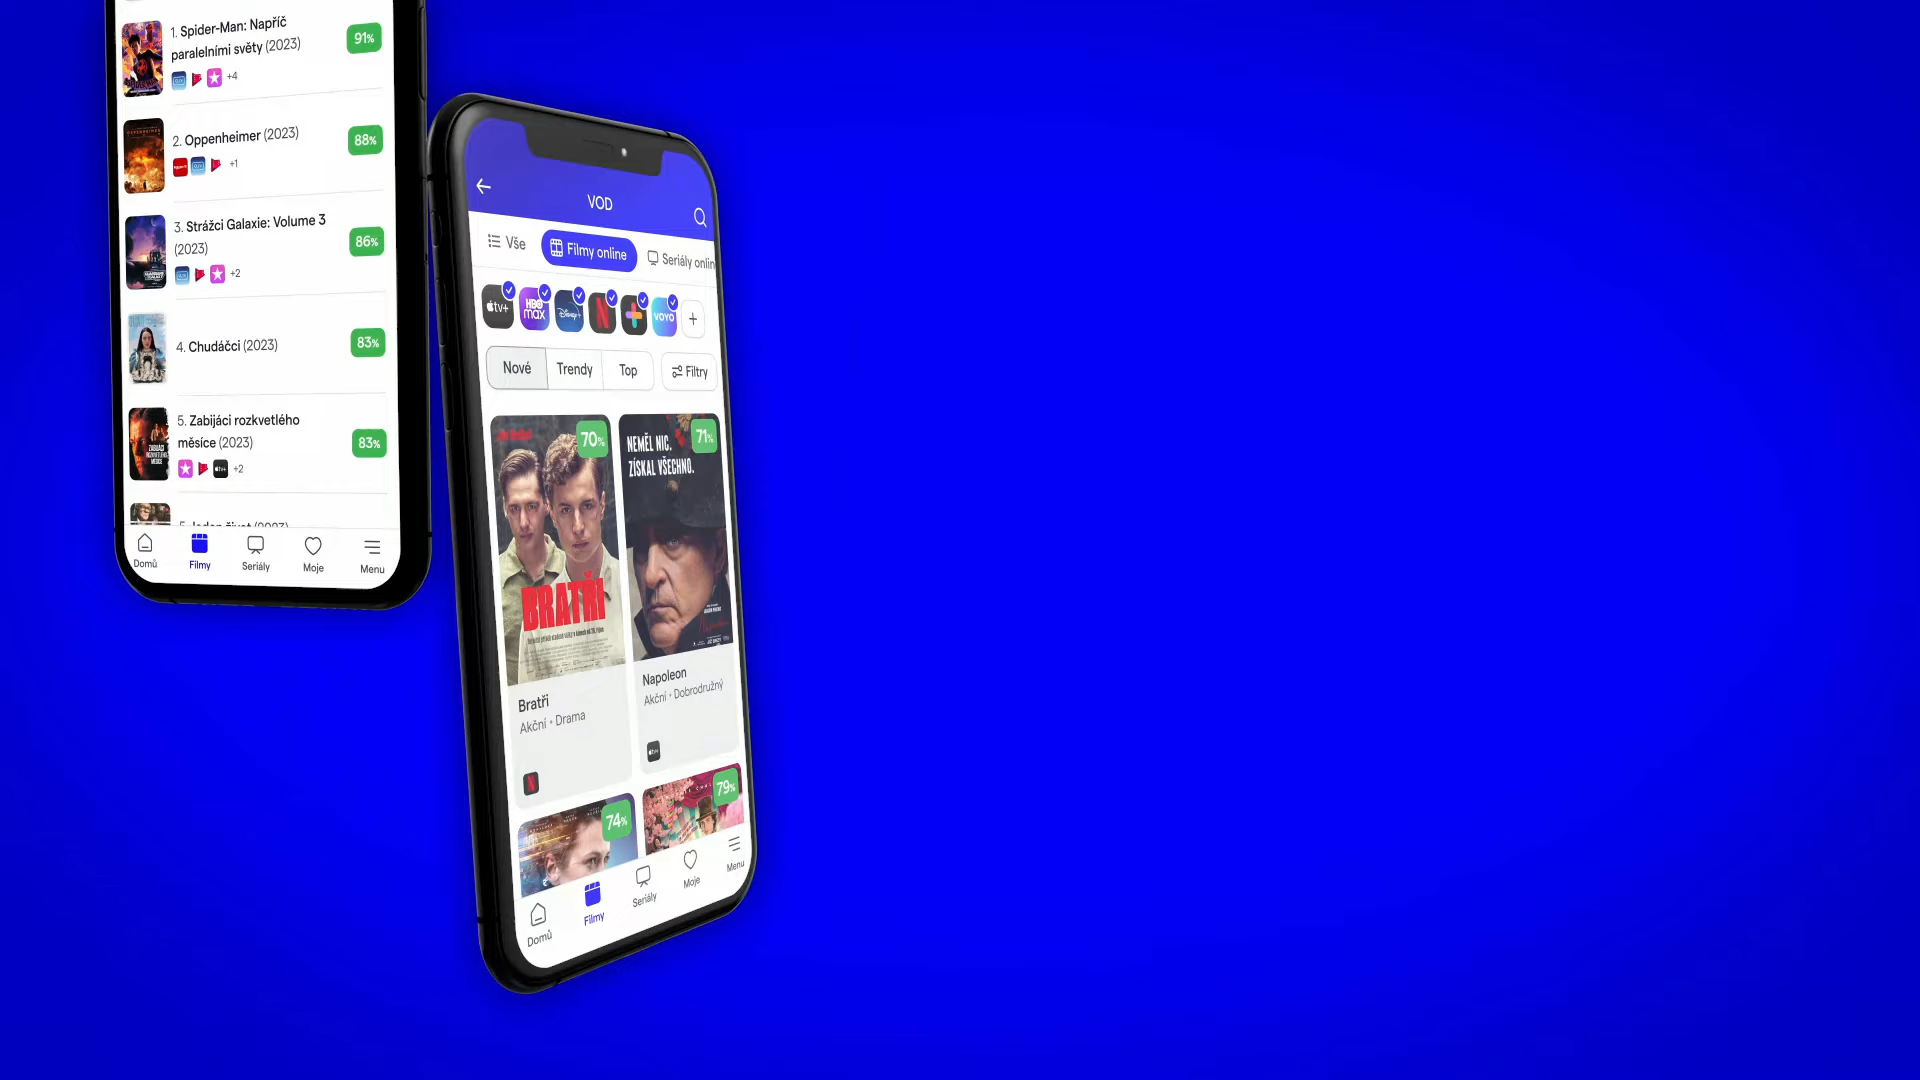 1. Spider-Man: Napříč
paralelními světy (2023)
91%
+4
2. Oppenheimer (2023)
88%
+1
3. Strážci Galaxie: Volume 3
(2023)
86%
+2
4. Chudáčci (2023)
83%
5. Zabijáci rozkvetlého
měsíce (2023)
83%
tv+
+2
Domů
Filmy
Seriály
Moje
Menu
VOD
Vše
Filmy online
Seriály onlin
tv+
HBO
max
Disney+
N
VOYO
+
Nové
Trendy
Top
Filtry
70%
BRATŘI
Bratři
Akční • Drama
N
NEMĚL NIC.
ZÍSKAL VŠECHNO.
71%
Napoleon
Akční • Dobrodružný
tv+
74%
79%
Domů
Filmy
Seriály
Moje
Menu